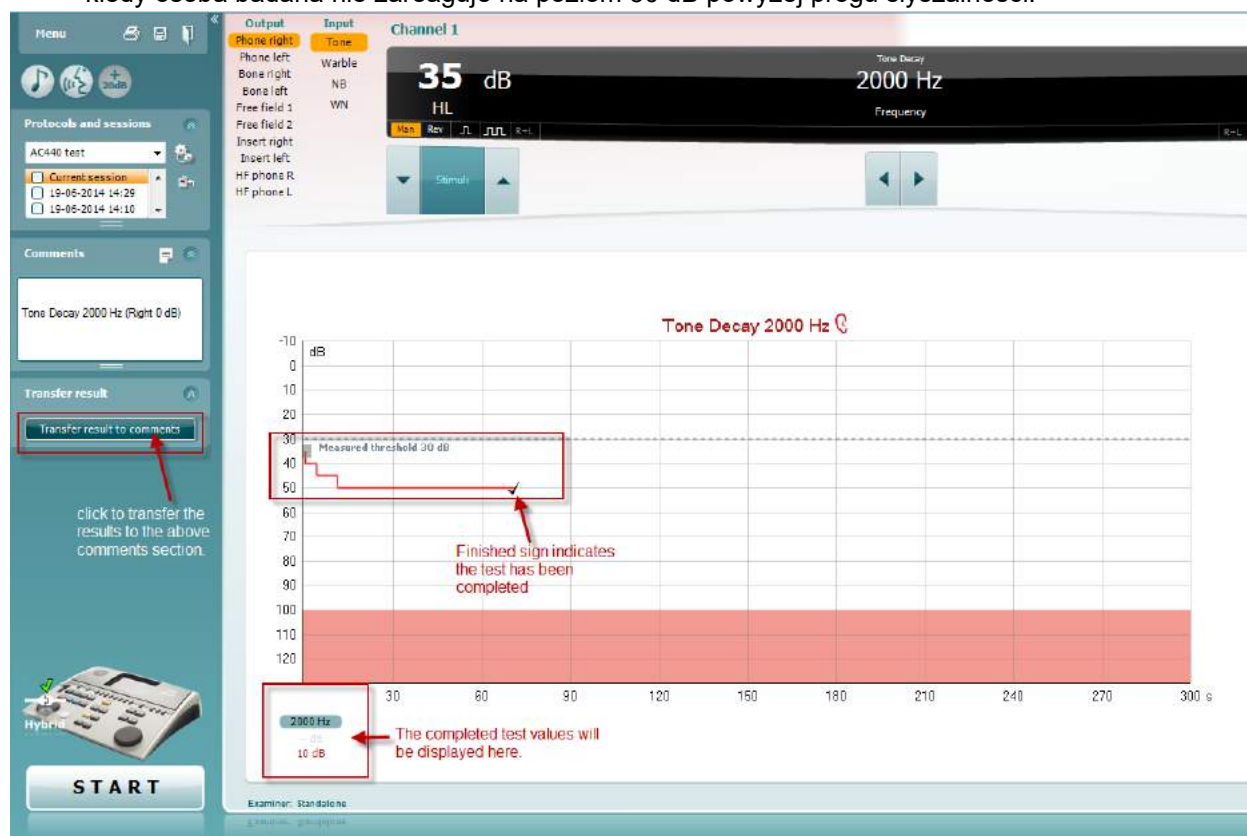 kiedy osoba badana nie zareaguje na poziom 30 dB powyżej progu słyszalności.
Menu
Output
Input
Channel 1
Phone right
Tone
Phone left
Warble
Bone right
NB
Bone left
WN
Free field 1
Free field 2
Insert right
Insert left
HF phone R
HF phone L
35 dB
HL
Tone Decay
2000 Hz
Frequency
Man Rev R+L
R+L
Stimuli
+
20dB
Protocols and sessions
AC440 test
Current session
19-06-2014 14:29
19-06-2014 14:10
Comments
Tone Decay 2000 Hz (Right 0 dB)
Transfer result
Transfer result to comments
click to transfer the
results to the above
comments section.
Tone Decay 2000 Hz
dB
-10
0
10
20
30
40
50
60
70
80
90
100
110
120
Measured threshold 30 dB
Finished sign indicates
the test has been
completed
30 60 90 120 150 180 210 240 270 300 s
2000 Hz
-- dB
10 dB
The completed test values will
be displayed here.
Hybrid
START
Examiner: Standalone